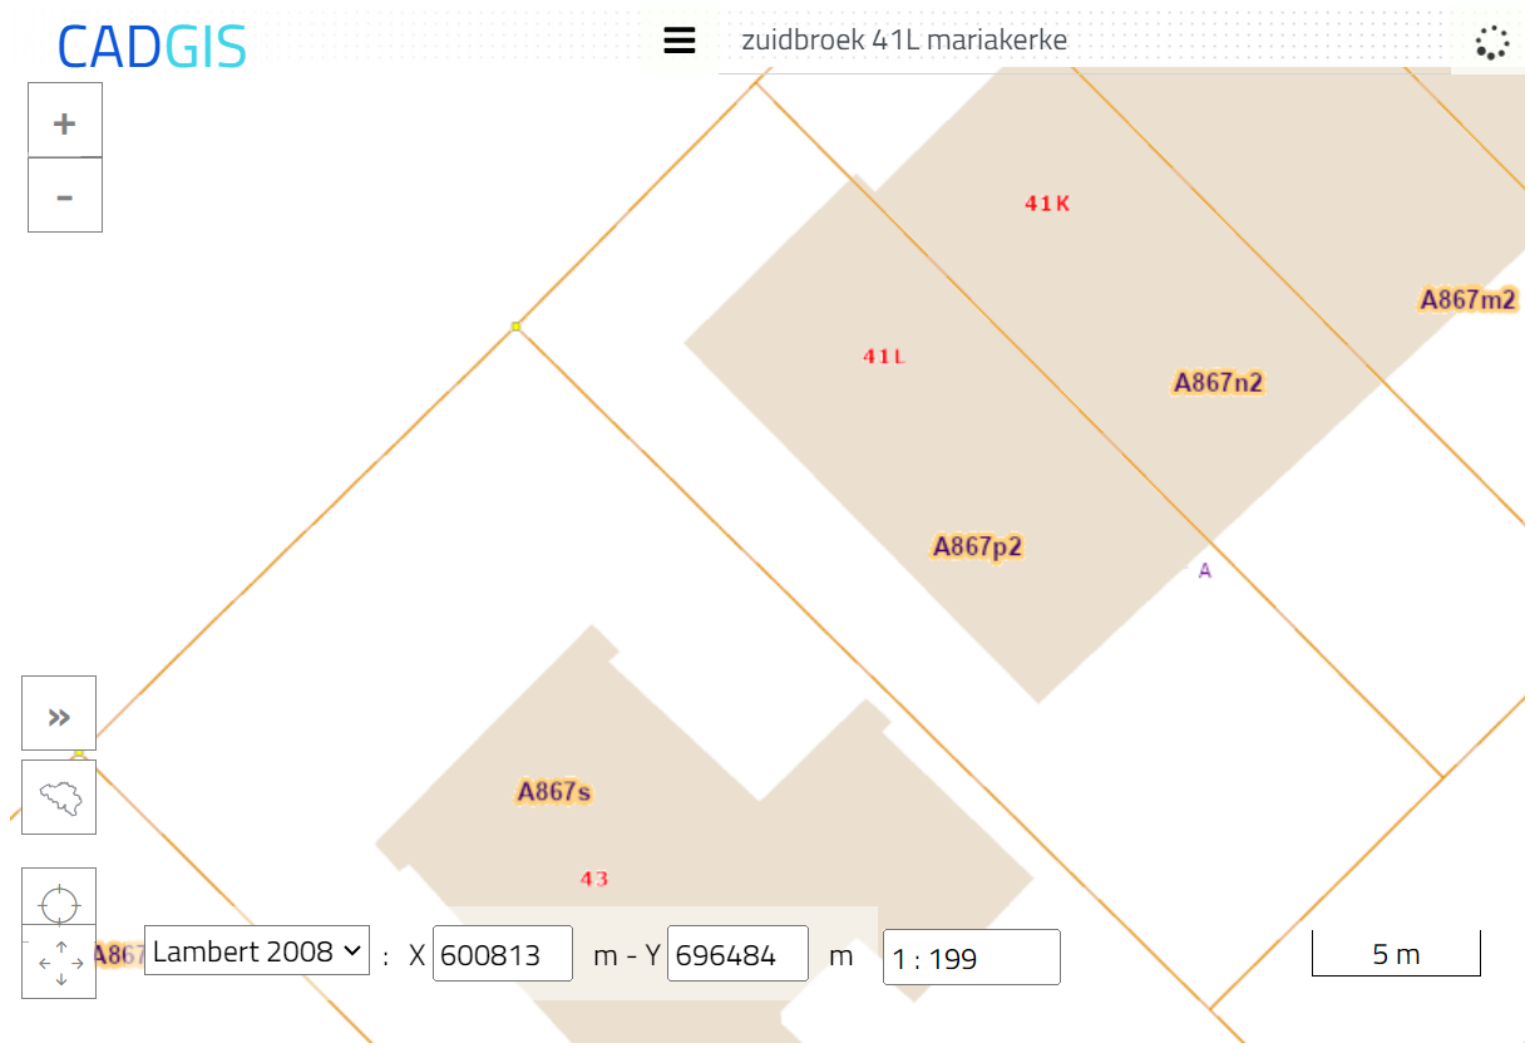 CADGIS
zuidbroek 41L mariakerke
+
-
41K
A867m2
41L
A867n2
A867p2
A
»
A867s
43
A867
Lambert 2008 : X 600813 m - Y 696484 m 1 : 199
5 m